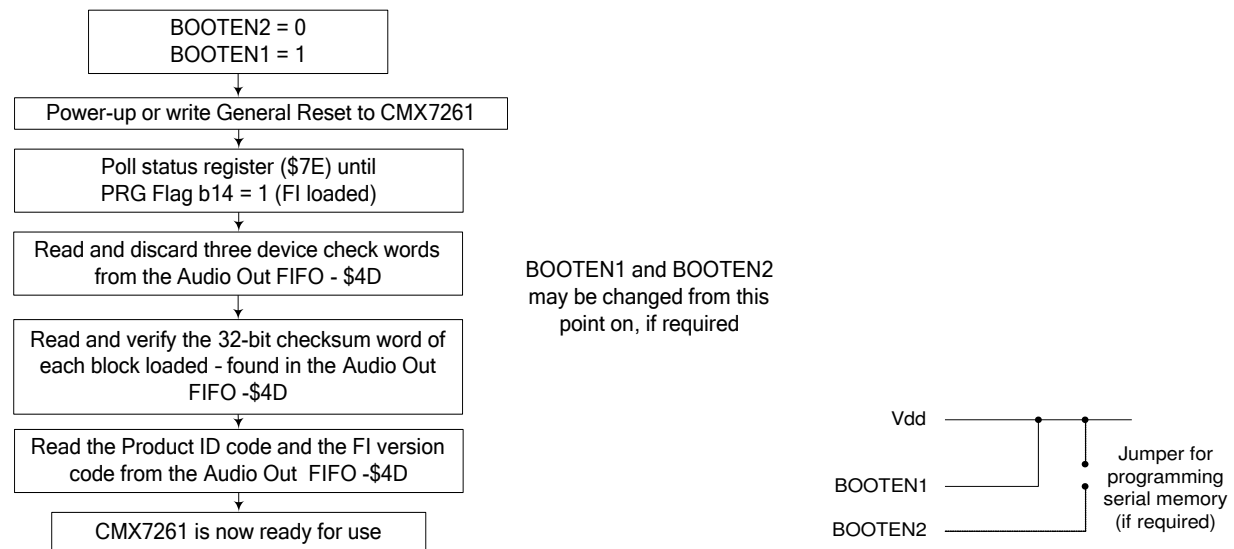 BOOTEN2 = 0
BOOTEN1 = 1
Power-up or write General Reset to CMX7261
Poll status register ($7E) until
PRG Flag b14 = 1 (FI loaded)
Read and discard three device check words
from the Audio Out FIFO - $4D
BOOTEN1 and BOOTEN2
may be changed from this
point on, if required
Read and verify the 32-bit checksum word of
each block loaded - found in the Audio Out
FIFO -$4D
Read the Product ID code and the FI version
code from the Audio Out FIFO -$4D
CMX7261 is now ready for use
Vdd
BOOTEN1
BOOTEN2
Jumper for
programming
serial memory
(if required)